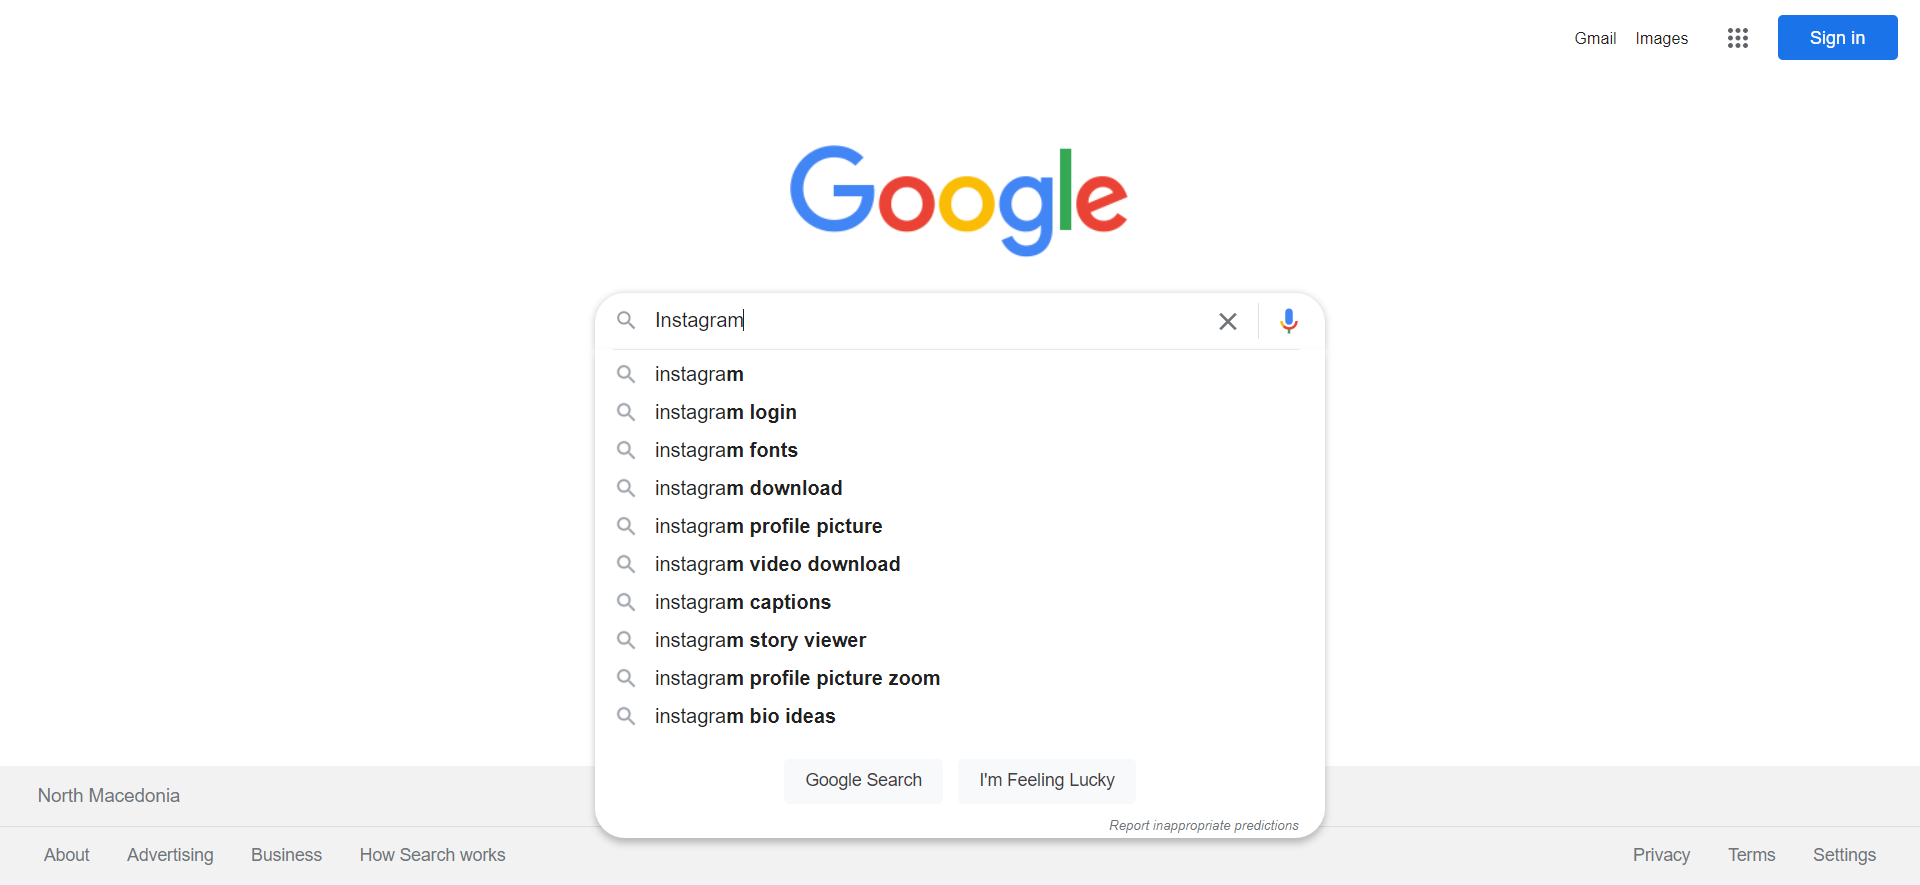 Gmail Images Sign in
Google
Instagram
instagram
instagram login
instagram fonts
instagram download
instagram profile picture
instagram video download
instagram captions
instagram story viewer
instagram profile picture zoom
instagram bio ideas
Google Search I'm Feeling Lucky
North Macedonia
Report inappropriate predictions
About Advertising Business How Search works Privacy Terms Settings